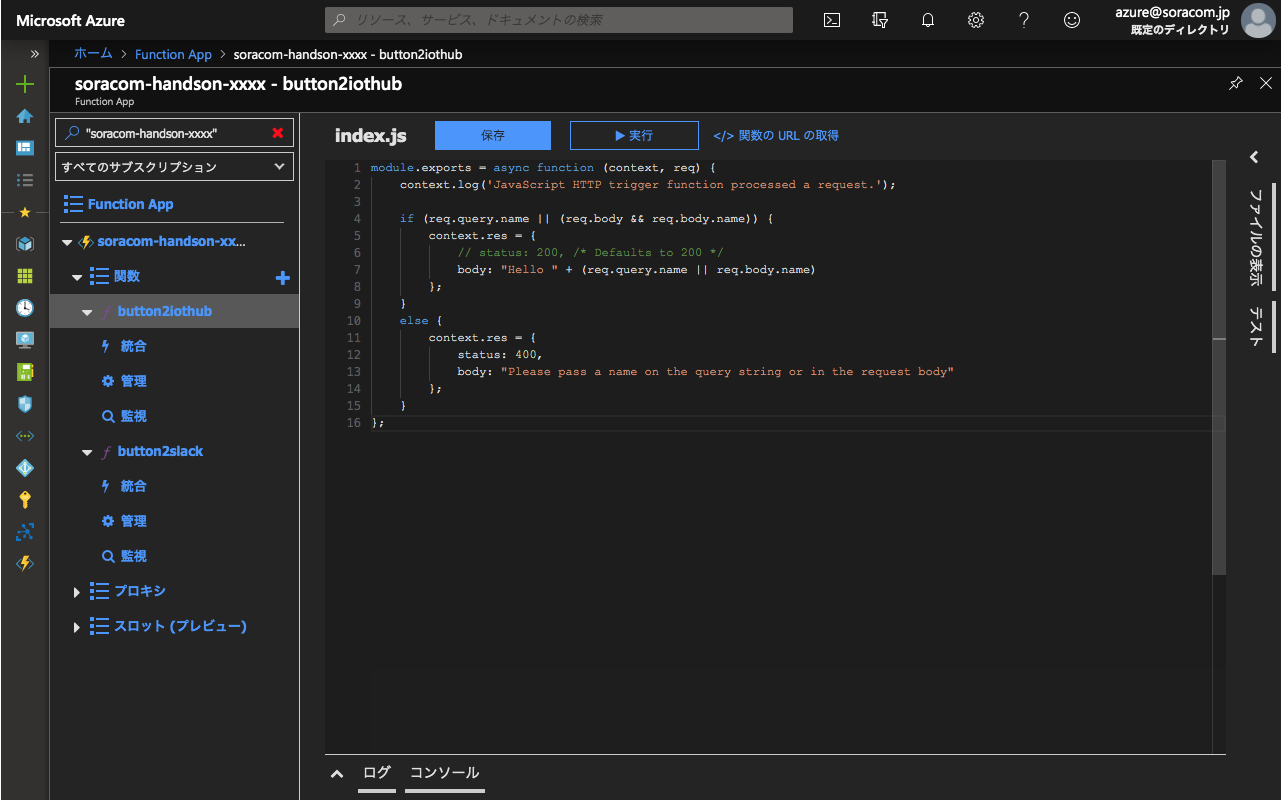 Microsoft Azure
リソース、サービス、ドキュメントの検索
azure@soracom.jp
既定のディレクトリ
ホーム > Function App > soracom-handson-xxxx - button2iothub
soracom-handson-xxxx - button2iothub
Function App
"soracom-handson-xxxx"
すべてのサブスクリプション
Function App
soracom-handson-xx...
関数
button2iothub
統合
管理
監視
button2slack
統合
管理
監視
プロキシ
スロット (プレビュー)
index.js
保存
実行
</> 関数の URL の取得
1 module.exports = async function (context, req) {
2     context.log('JavaScript HTTP trigger function processed a request.');
3
4     if (req.query.name || (req.body && req.body.name)) {
5         context.res = {
6             // status: 200, /* Defaults to 200 */
7             body: "Hello " + (req.query.name || req.body.name)
8         };
9     }
10     else {
11         context.res = {
12             status: 400,
13             body: "Please pass a name on the query string or in the request body"
14         };
15     }
16 };
ファイルの表示
テスト
ログ
コンソール